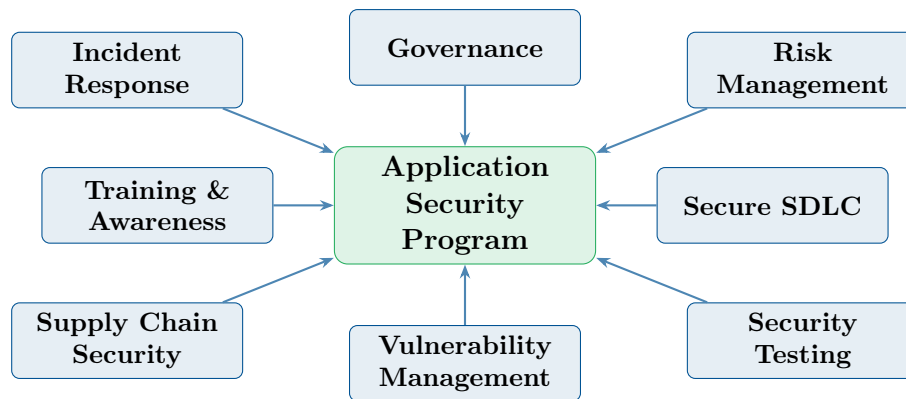 Incident
Response
Governance
Risk
Management
Training &
Awareness
Application
Security
Program
Secure SDLC
Supply Chain
Security
Vulnerability
Management
Security
Testing